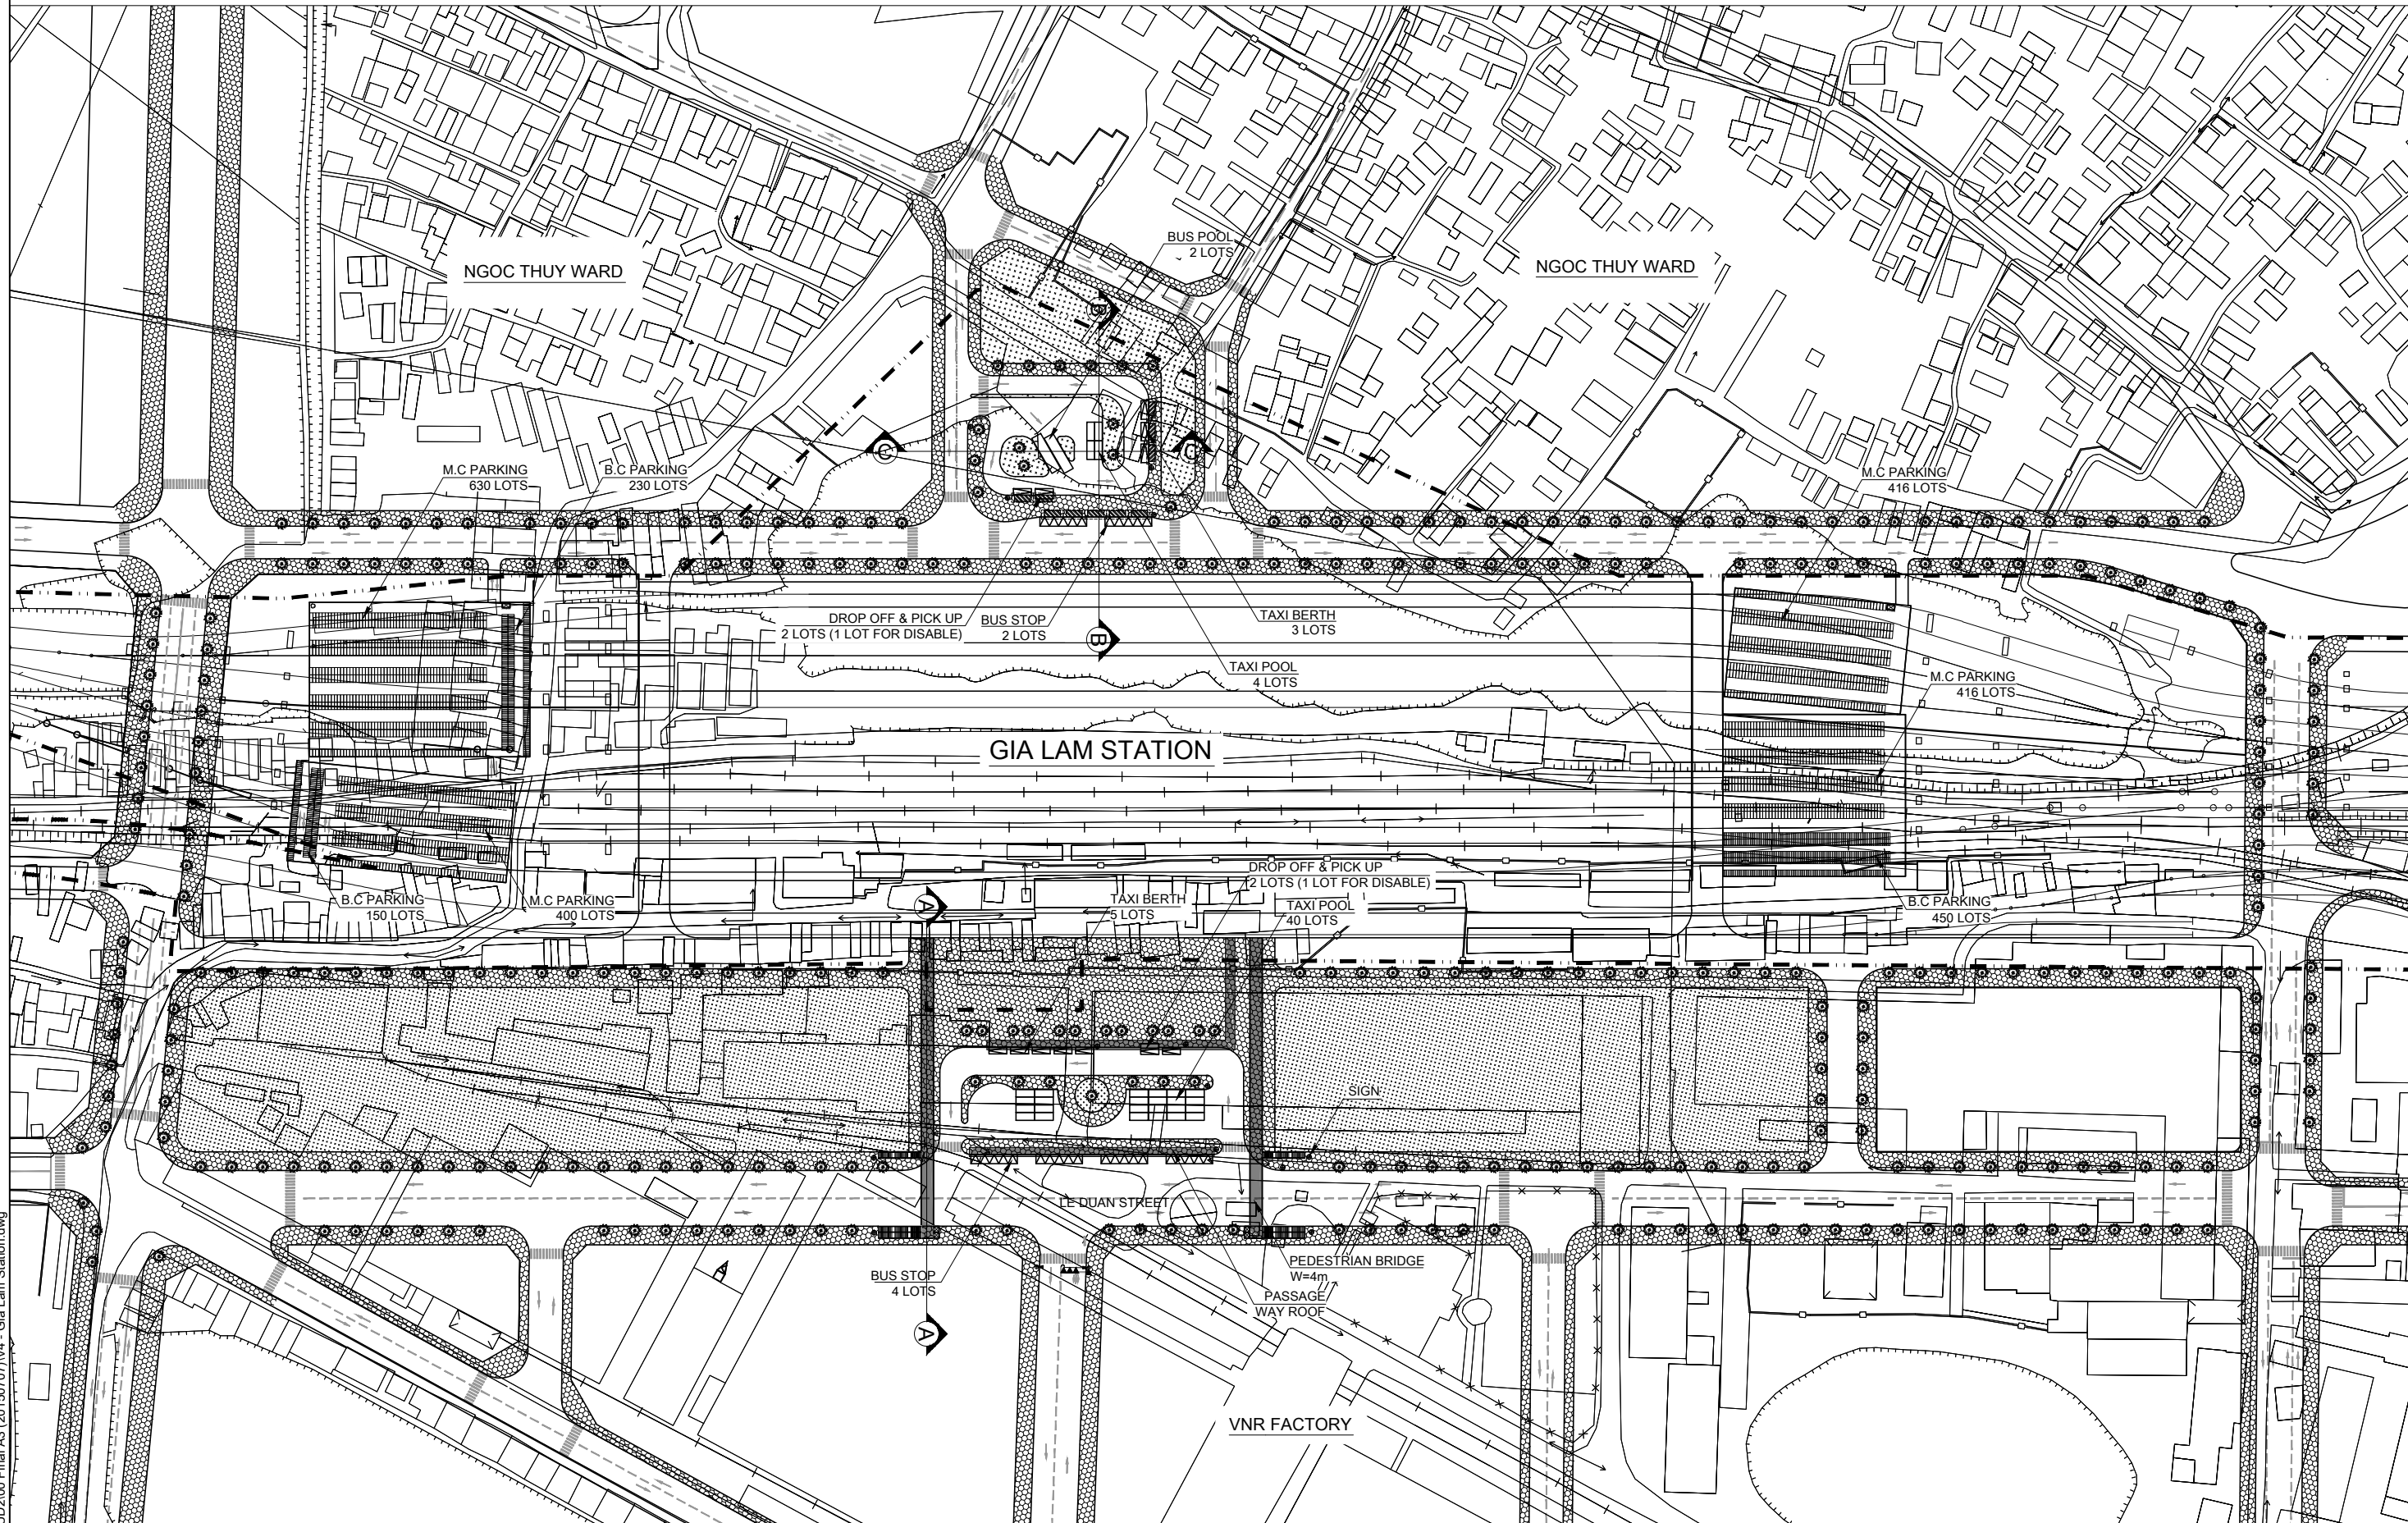 BUS POOL
2 LOTS
NGOC THUY WARD
NGOC THUY WARD
B
C
C
M.C PARKING
630 LOTS
B.C PARKING
230 LOTS
M.C PARKING
416 LOTS
DROP OFF & PICK UP
2 LOTS (1 LOT FOR DISABLE)
BUS STOP
2 LOTS
B
TAXI BERTH
3 LOTS
TAXI POOL
4 LOTS
M.C PARKING
416 LOTS
GIA LAM STATION
DROP OFF & PICK UP
2 LOTS (1 LOT FOR DISABLE)
B.C PARKING
150 LOTS
M.C PARKING
400 LOTS
A
TAXI BERTH
5 LOTS
TAXI POOL
40 LOTS
B.C PARKING
450 LOTS
SIGN
LE DUAN STREET
BUS STOP
4 LOTS
PEDESTRIAN BRIDGE
W=4m
PASSAGE
WAY ROOF
A
VNR FACTORY
Gia Lam Station.dwg